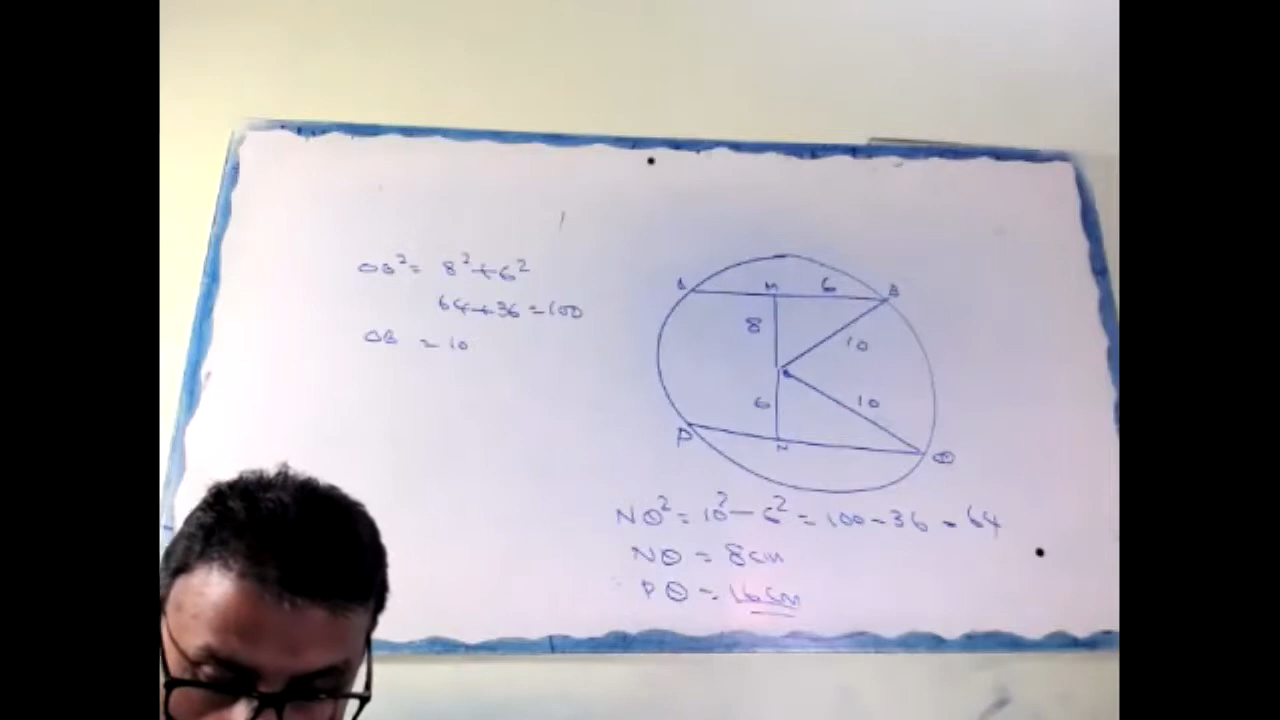 OB² = 8² + 6²
64 + 36 = 100
OB = 10
A M 6 B
8
10
O
6
10
P N Q
NQ² = 10² - 6² = 100 - 36 = 64
NQ = 8cm
PQ = 16cm